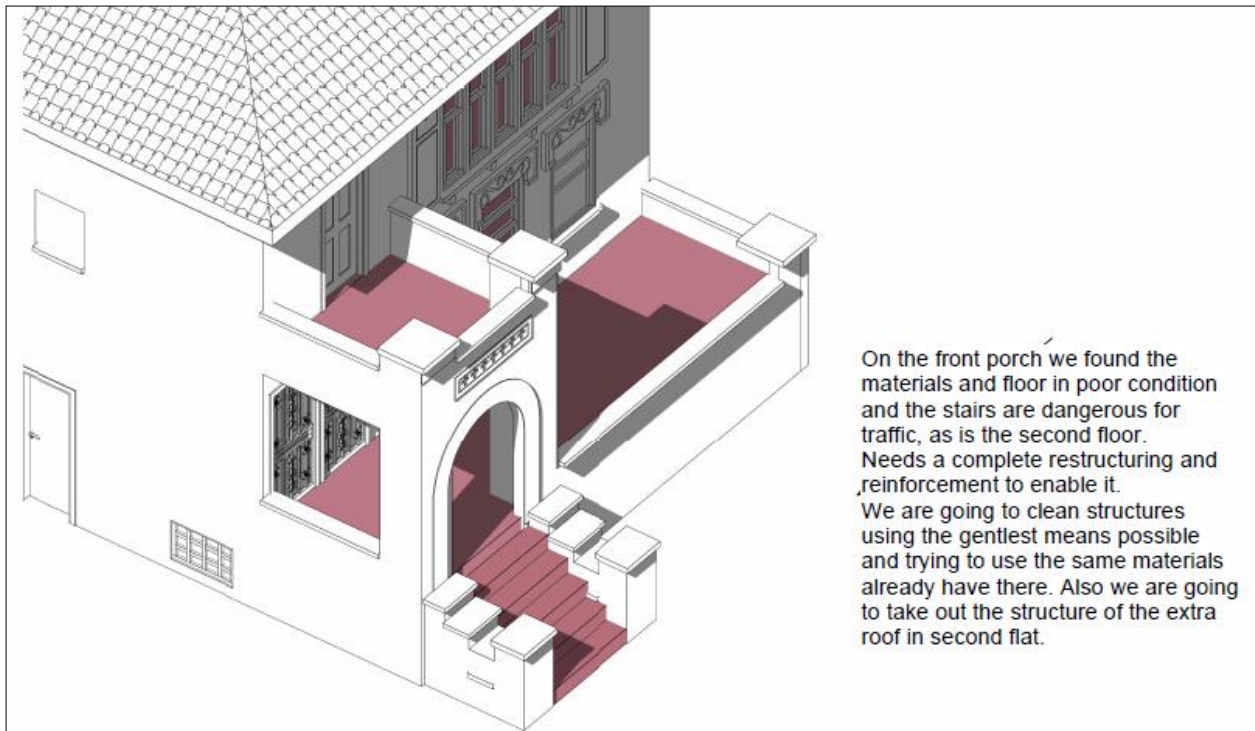 On the front porch we found the
materials and floor in poor condition
and the stairs are dangerous for
traffic, as is the second floor.
Needs a complete restructuring and
reinforcement to enable it.
We are going to clean structures
using the gentlest means possible
and trying to use the same materials
already have there. Also we are going
to take out the structure of the extra
roof in second flat.